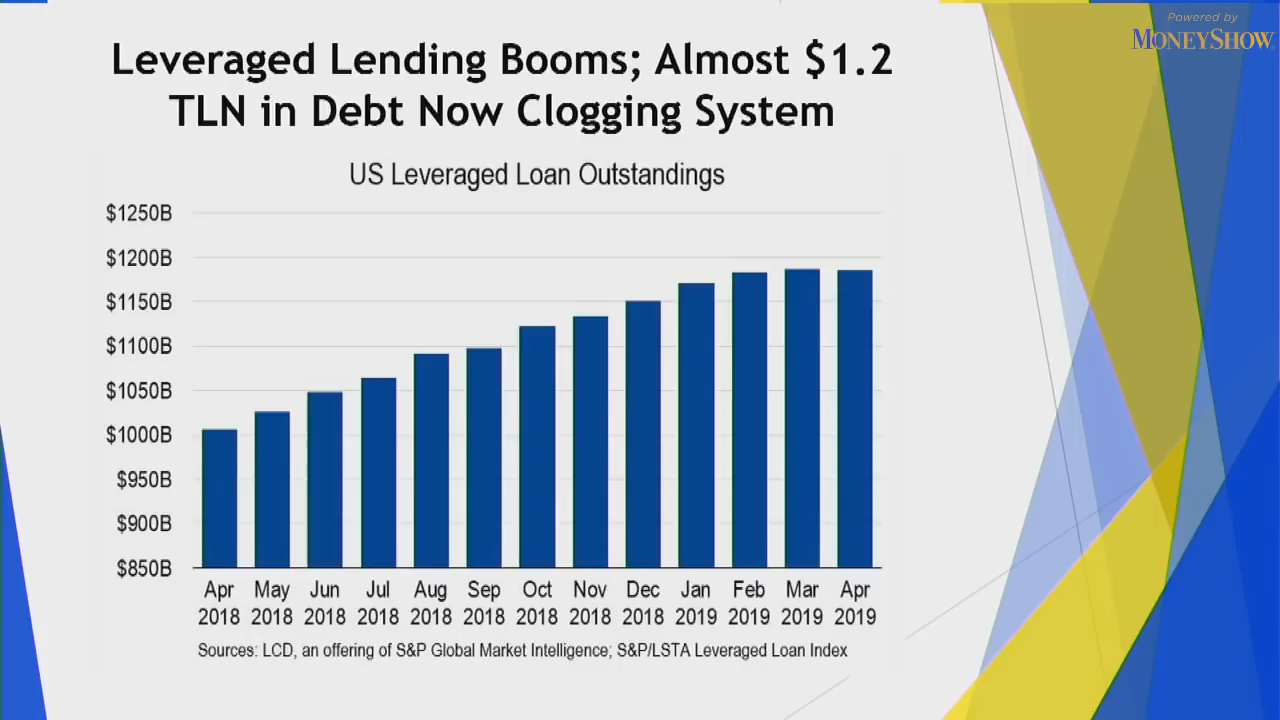 Powered by
MONEYSHOW
Leveraged Lending Booms; Almost $1.2
TLN in Debt Now Clogging System
US Leveraged Loan Outstandings
$1250B
$1200B
$1150B
$1100B
$1050B
$1000B
$950B
$900B
$850B
Apr May Jun Jul Aug Sep Oct Nov Dec Jan Feb Mar Apr
2018 2018 2018 2018 2018 2018 2018 2018 2018 2019 2019 2019 2019
Sources: LCD, an offering of S&P Global Market Intelligence; S&P/LSTA Leveraged Loan Index